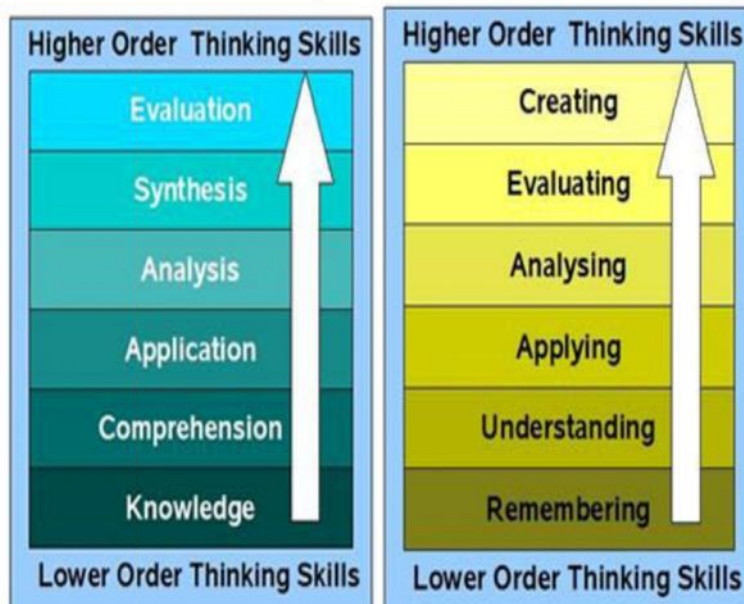 Higher Order Thinking Skills
Evaluation
Synthesis
Analysis
Application
Comprehension
Knowledge
Lower Order Thinking Skills
Higher Order Thinking Skills
Creating
Evaluating
Analysing
Applying
Understanding
Remembering
Lower Order Thinking Skills